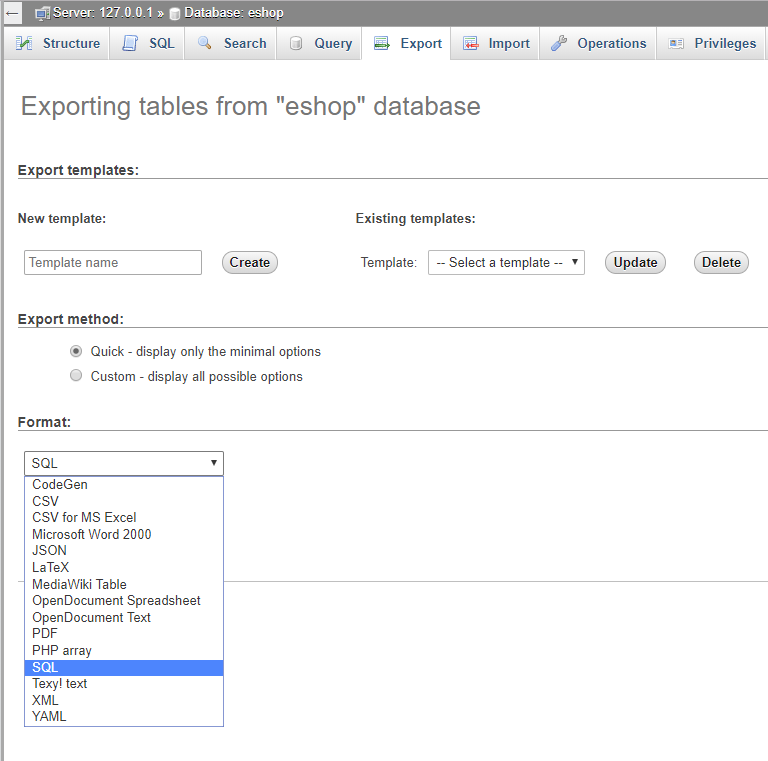 Server: 127.0.0.1 » Database: eshop
Structure SQL Search Query Export Import Operations Privileges
Exporting tables from "eshop" database
Export templates:
New template: Existing templates:
Template name Create Template: -- Select a template -- Update Delete
Export method:
Quick - display only the minimal options
Custom - display all possible options
Format:
SQL
CodeGen
CSV
CSV for MS Excel
Microsoft Word 2000
JSON
LaTeX
MediaWiki Table
OpenDocument Spreadsheet
OpenDocument Text
PDF
PHP array
SQL
Texy! text
XML
YAML